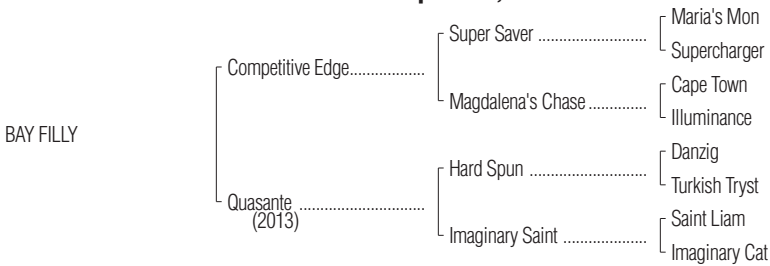 Maria's Mon
Super Saver ..........................
Supercharger
Competitive Edge..................
Cape Town
Magdalena's Chase ..............
Illuminance
BAY FILLY
Danzig
Hard Spun ............................
Turkish Tryst
Quasante ..............................
(2013)
Saint Liam
Imaginary Saint ....................
Imaginary Cat